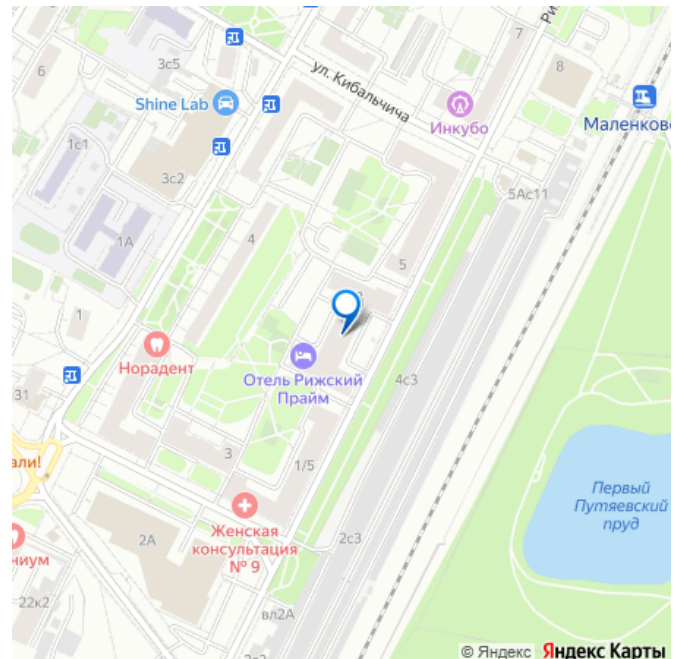 3с5
6
ул. Кибальчича
Ри
7
8
Shine Lab
Инкубо
Маленково
1с1
3с2
5Ас11
1А
4
5
1
Норадент
Отель Рижский
Прайм
4с3
31
али!
3
1/5
Первый
Путяевский
пруд
Женская
консультация
№ 9
2А
2с3
ниум
22к2
вл2А
© Яндекс Яндекс Карты